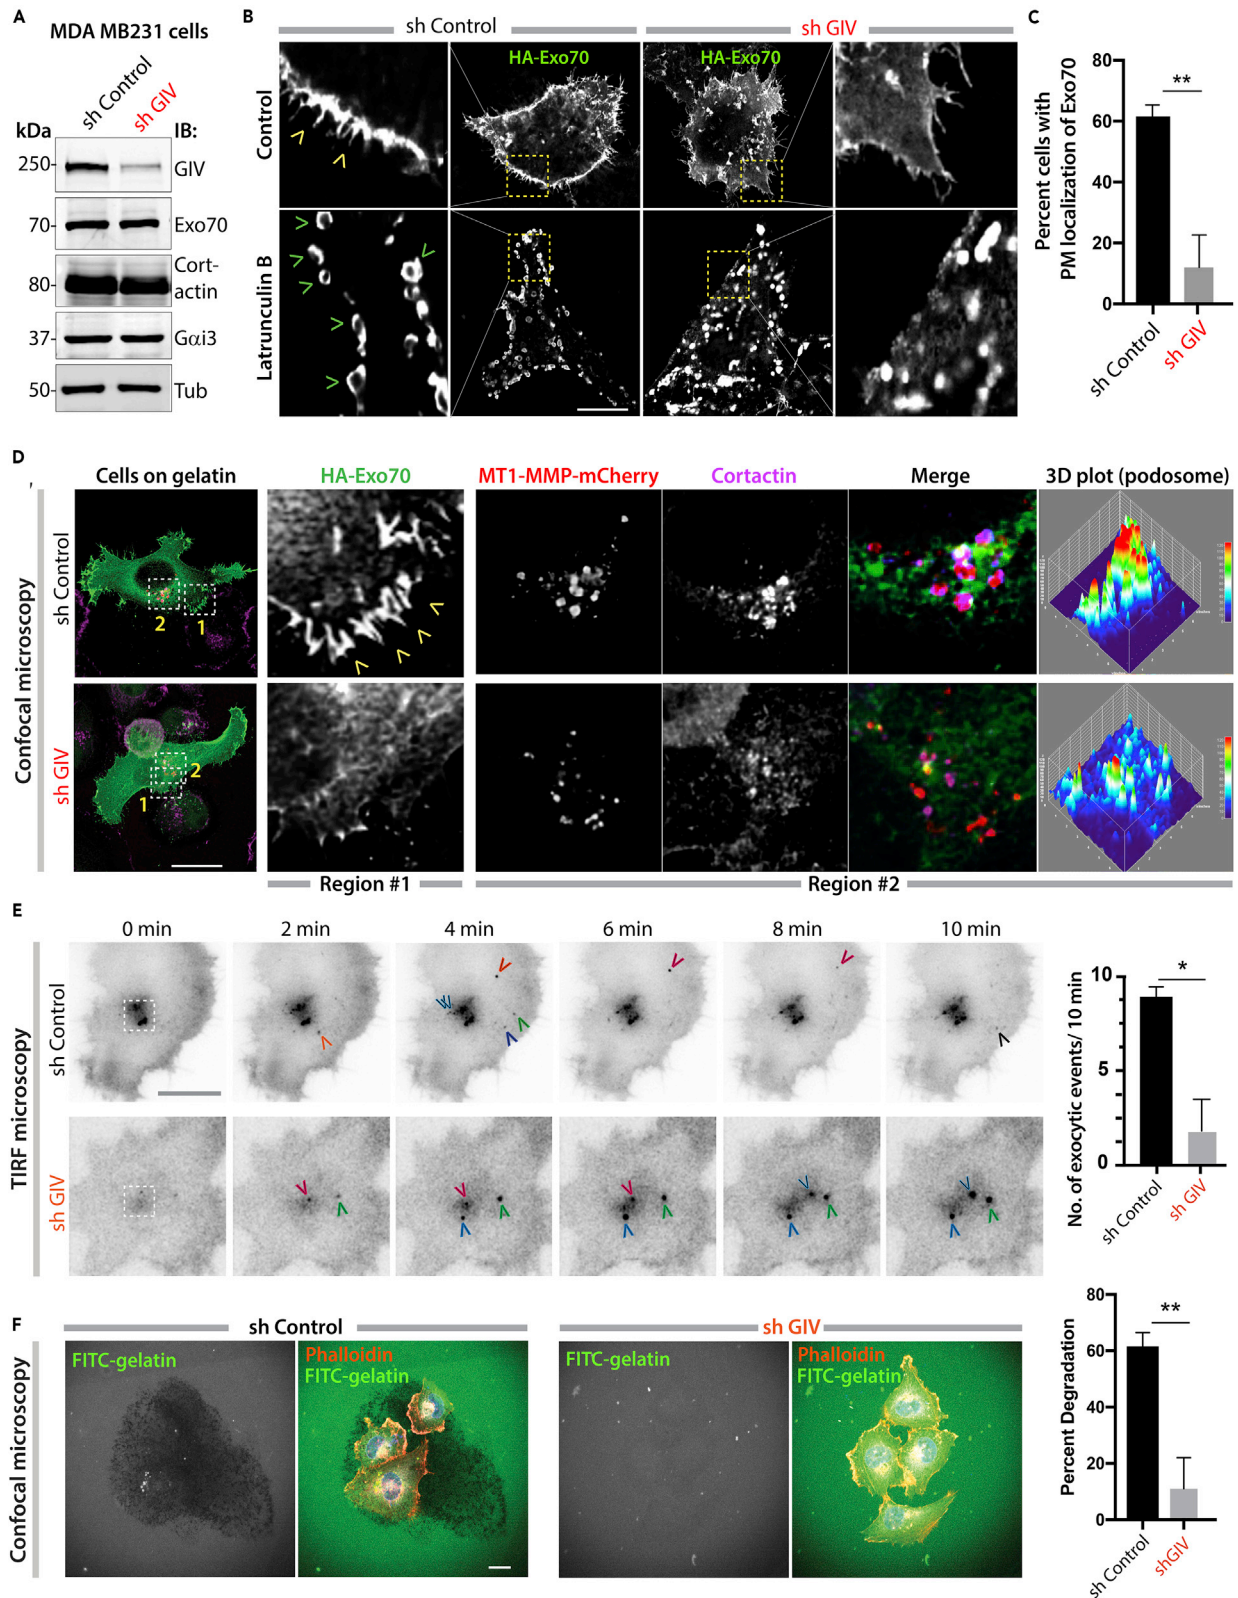 A
MDA MB231 cells
sh Control
sh GIV
kDa
IB:
250
GIV
70
Exo70
80
Cort-
actin
37
Gαi3
50
Tub
B
sh Control
sh GIV
HA-Exo70
HA-Exo70
Control
Latrunculin B
C
Percent cells with
PM localization of Exo70
80
60
40
20
0
**
sh Control
sh GIV
D
,
Cells on gelatin
HA-Exo70
MT1-MMP-mCherry
Cortactin
Merge
3D plot (podosome)
Confocal microscopy
sh Control
2
1
sh GIV
2
1
Region #1
Region #2
E
0 min
2 min
4 min
6 min
8 min
10 min
TIRF microscopy
sh Control
sh GIV
No. of exocytic events/ 10 min
10
5
0
*
sh Control
sh GIV
F
sh Control
sh GIV
Confocal microscopy
FITC-gelatin
Phalloidin
FITC-gelatin
FITC-gelatin
Phalloidin
FITC-gelatin
Percent Degradation
80
60
40
20
0
**
sh Control
shGIV